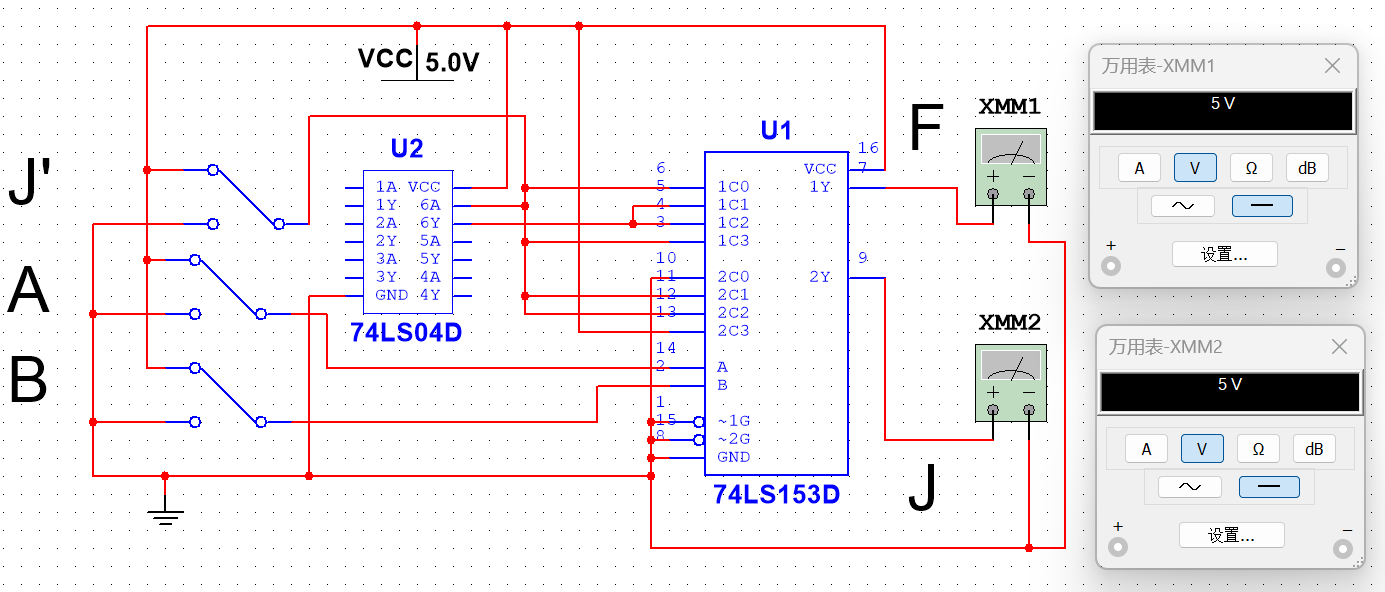 VCC 5.0V
J'
A
B
U2
1A VCC
1Y 6A
2A 6Y
2Y 5A
3A 5Y
3Y 4A
GND 4Y
74LS04D
U1
16
6 VCC 7
5 1C0 1Y
4 1C1
3 1C2
1C3
10 9
11 2C0 2Y
12 2C1
13 2C2
2C3
14
2 A
B
1
15 ~1G
8 ~2G
GND
74LS153D
F
J
XMM1
+ −
XMM2
+ −
万用表-XMM1
5 V
A V Ω dB
+ 设置... −
万用表-XMM2
5 V
A V Ω dB
+ 设置... −